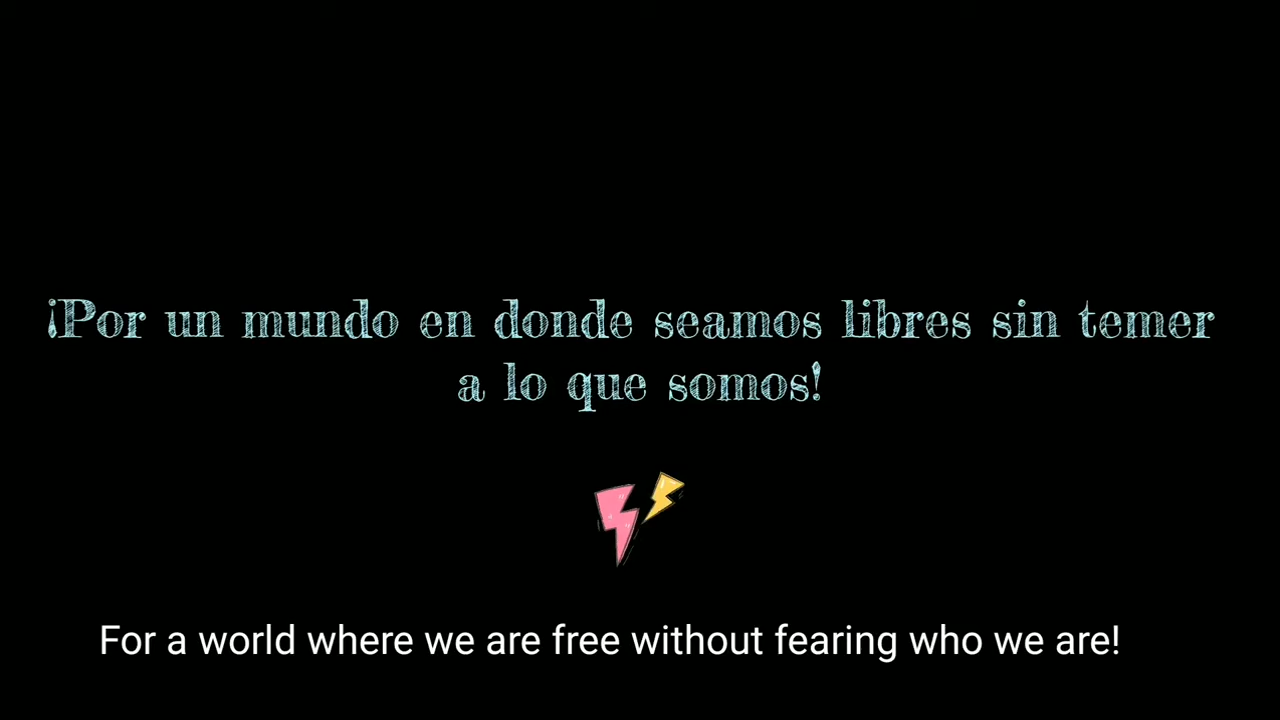 ¡Por un mundo en donde seamos libres sin temer
a lo que somos!
For a world where we are free without fearing who we are!